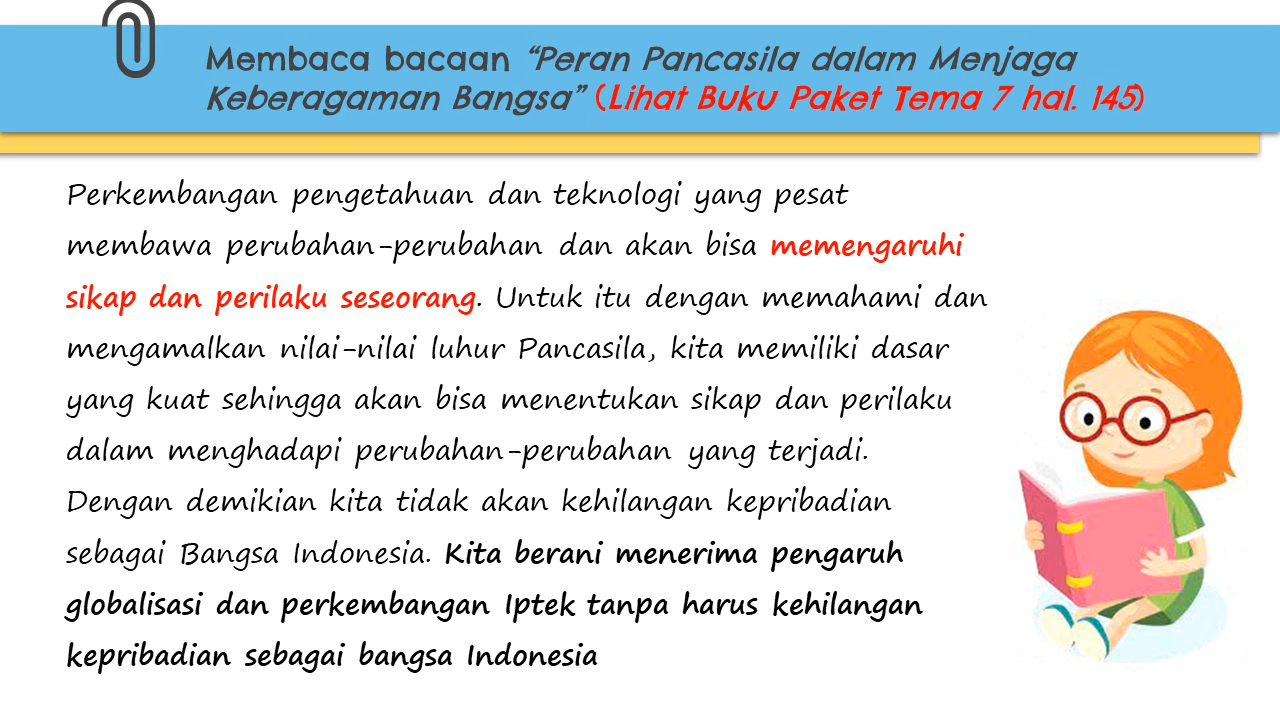 Membaca bacaan “Peran Pancasila dalam Menjaga
Keberagaman Bangsa” (Lihat Buku Paket Tema 7 hal. 145)
Perkembangan pengetahuan dan teknologi yang pesat
membawa perubahan-perubahan dan akan bisa memengaruhi
sikap dan perilaku seseorang. Untuk itu dengan memahami dan
mengamalkan nilai-nilai luhur Pancasila, kita memiliki dasar
yang kuat sehingga akan bisa menentukan sikap dan perilaku
dalam menghadapi perubahan-perubahan yang terjadi.
Dengan demikian kita tidak akan kehilangan kepribadian
sebagai Bangsa Indonesia. Kita berani menerima pengaruh
globalisasi dan perkembangan Iptek tanpa harus kehilangan
kepribadian sebagai bangsa Indonesia